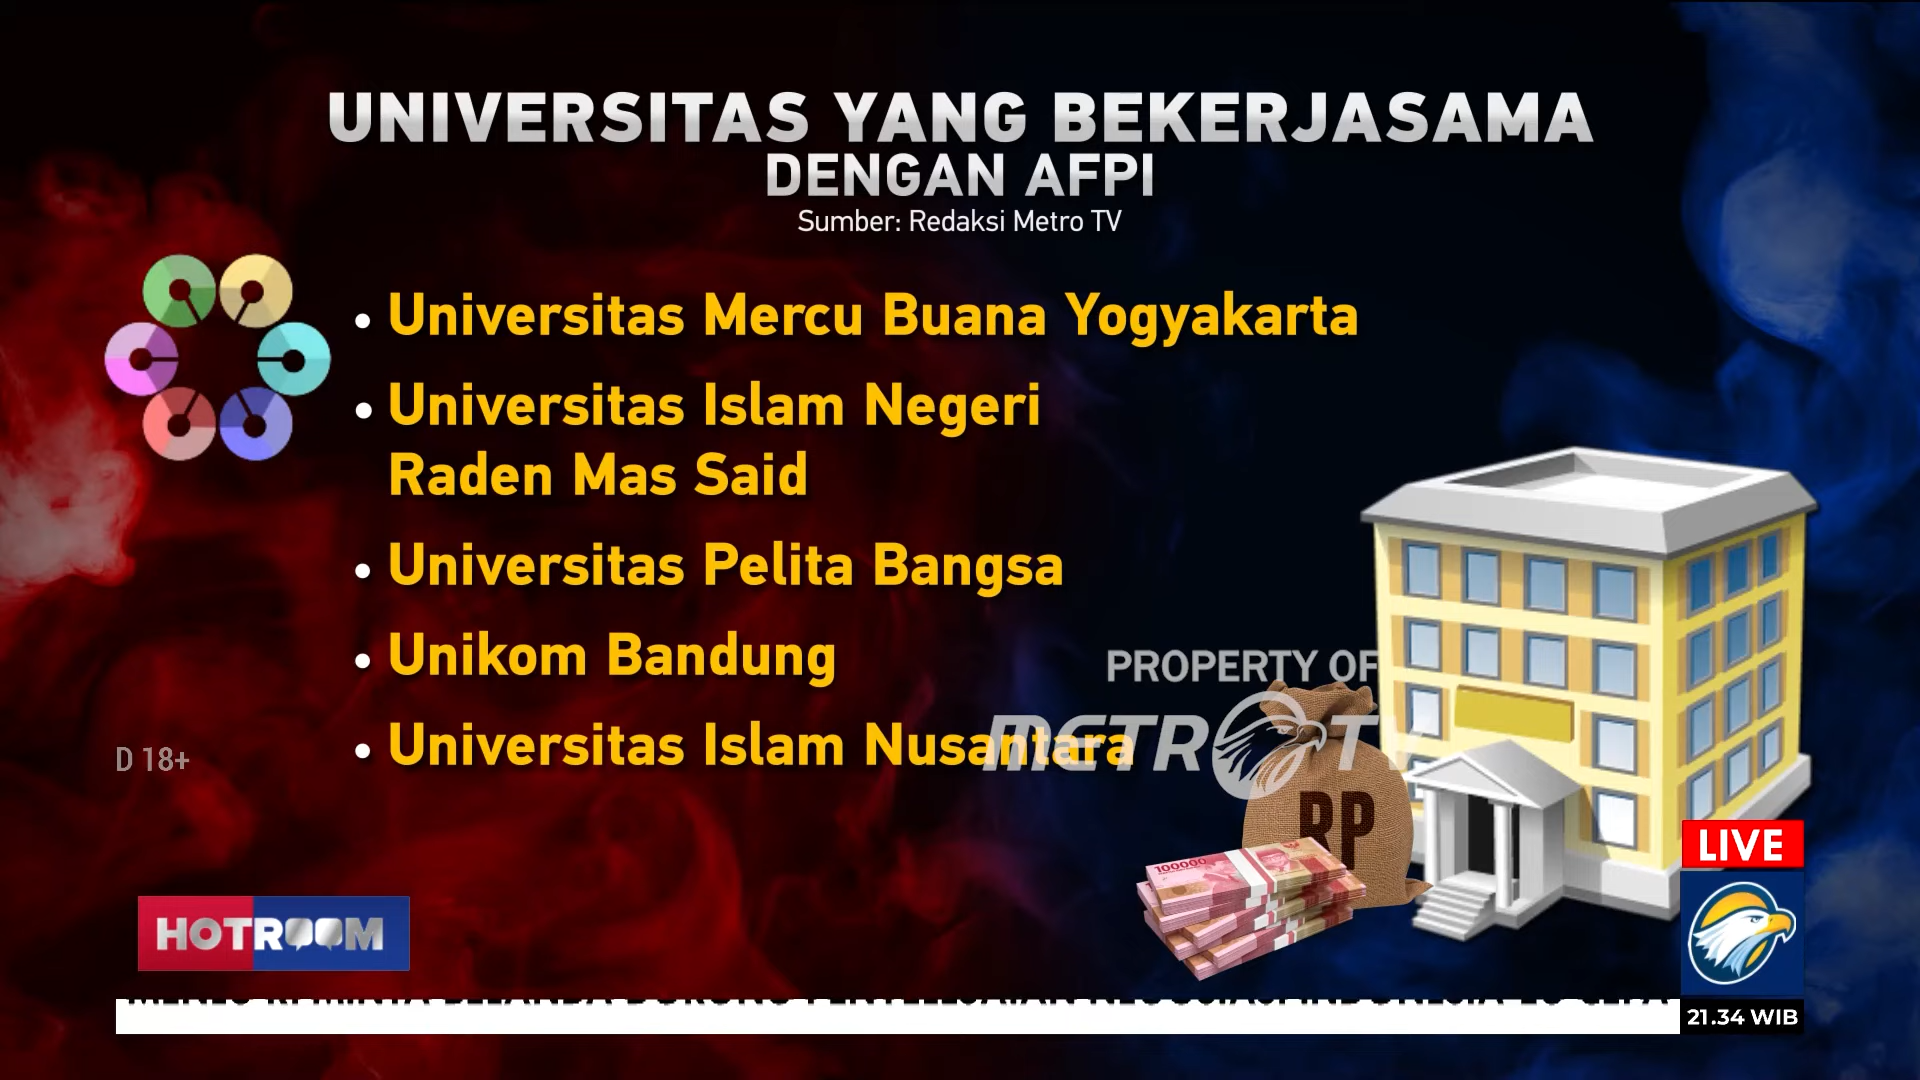 UNIVERSITAS YANG BEKERJASAMA
DENGAN AFPI
Sumber: Redaksi Metro TV
• Universitas Mercu Buana Yogyakarta
• Universitas Islam Negeri
Raden Mas Said
• Universitas Pelita Bangsa
• Unikom Bandung
• Universitas Islam Nusantara
PROPERTY OF
METRO TV
D 18+
RP
100000
LIVE
HOTROOM
21.34 WIB